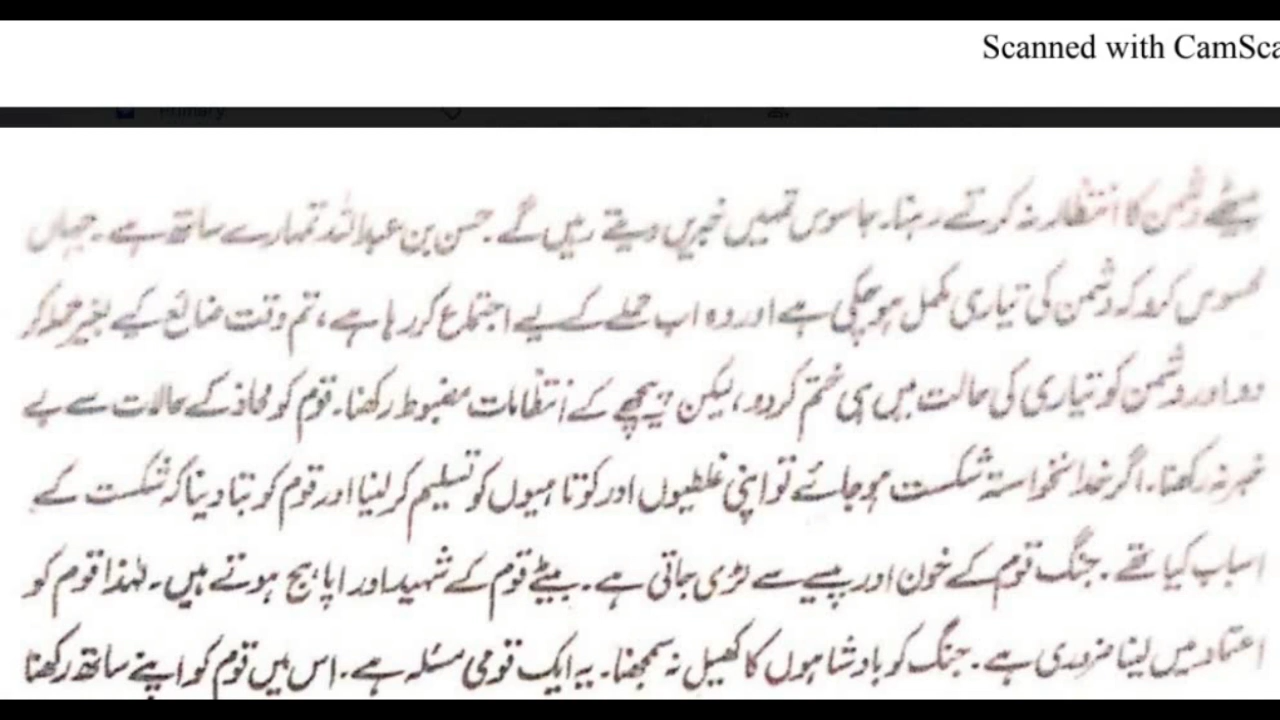 Scanned with CamSca
Primary
بیٹھے دشمن کا انتظار نہ کرتے رہنا۔ جاسوس تمہیں خبریں دیتے رہیں گے۔ حسن بن عبداللہ تمہارے ساتھ ہے۔ جہاں
محسوس کرو کہ دشمن کی تیاری مکمل ہو چکی ہے اور وہ اب حملے کے لیے اجتماع کر رہا ہے، تم وقت ضائع کیے بغیر حملہ کر
دو اور دشمن کو تیاری کی حالت میں ہی ختم کر دو، لیکن پیچھے کے انتظامات مضبوط رکھنا۔ قوم کو محاذ کے حالات سے بے
خبر نہ رکھنا۔ اگر خدانخواستہ شکست ہو جائے تو اپنی غلطیوں اور کوتاہیوں کو تسلیم کر لینا اور قوم کو بتا دینا کہ شکست کے
اسباب کیا تھے۔ جنگ قوم کے خون اور پیسے سے لڑی جاتی ہے۔ بیٹے قوم کے شہید اور اپاہج ہوتے ہیں۔ لہٰذا قوم کو
اعتماد میں لینا ضروری ہے۔ جنگ کو بادشاہوں کا کھیل نہ سمجھنا۔ یہ ایک قومی مسئلہ ہے۔ اس میں قوم کو اپنے ساتھ رکھنا